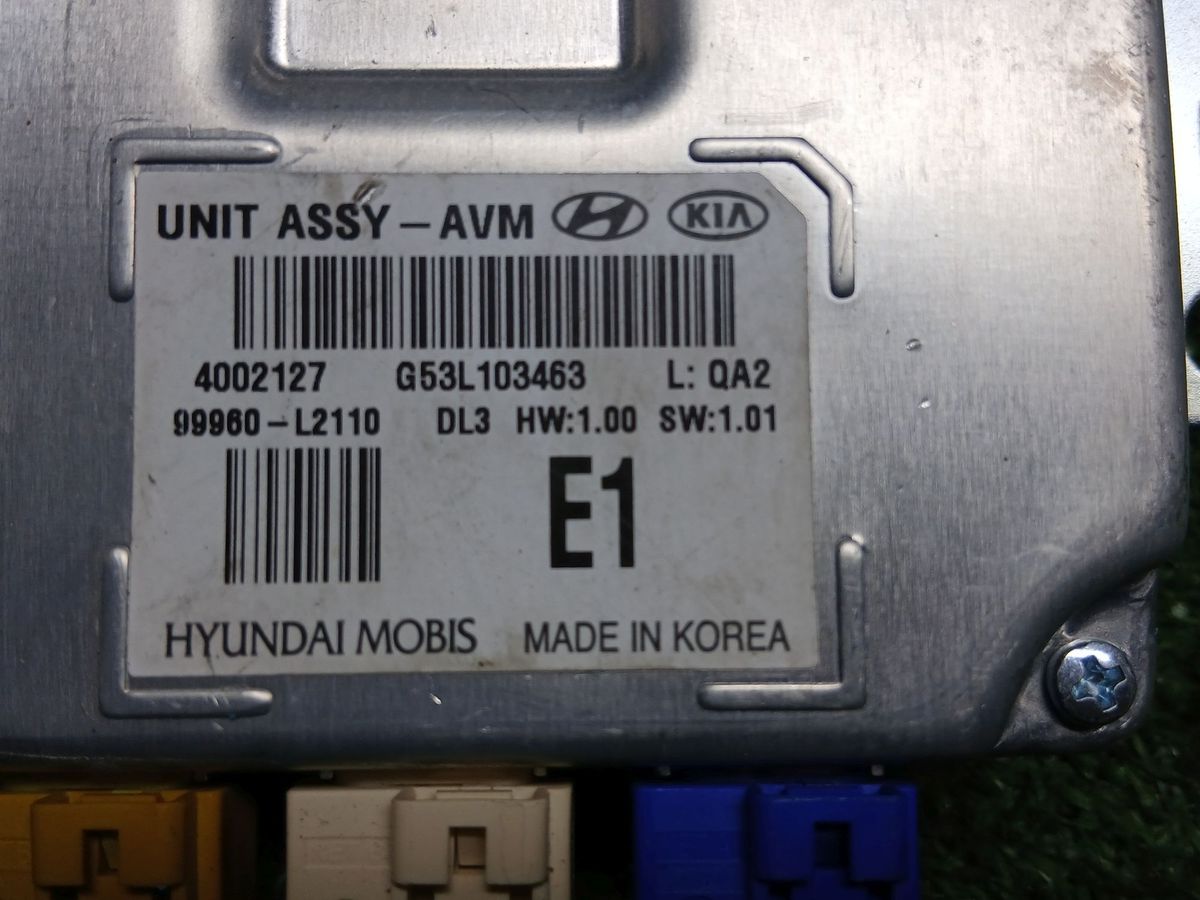 UNIT ASSY-AVM H KIA
4002127 G53L103463 L: QA2
99960-L2110 DL3 HW:1.00 SW:1.01
E1
HYUNDAI MOBIS MADE IN KOREA